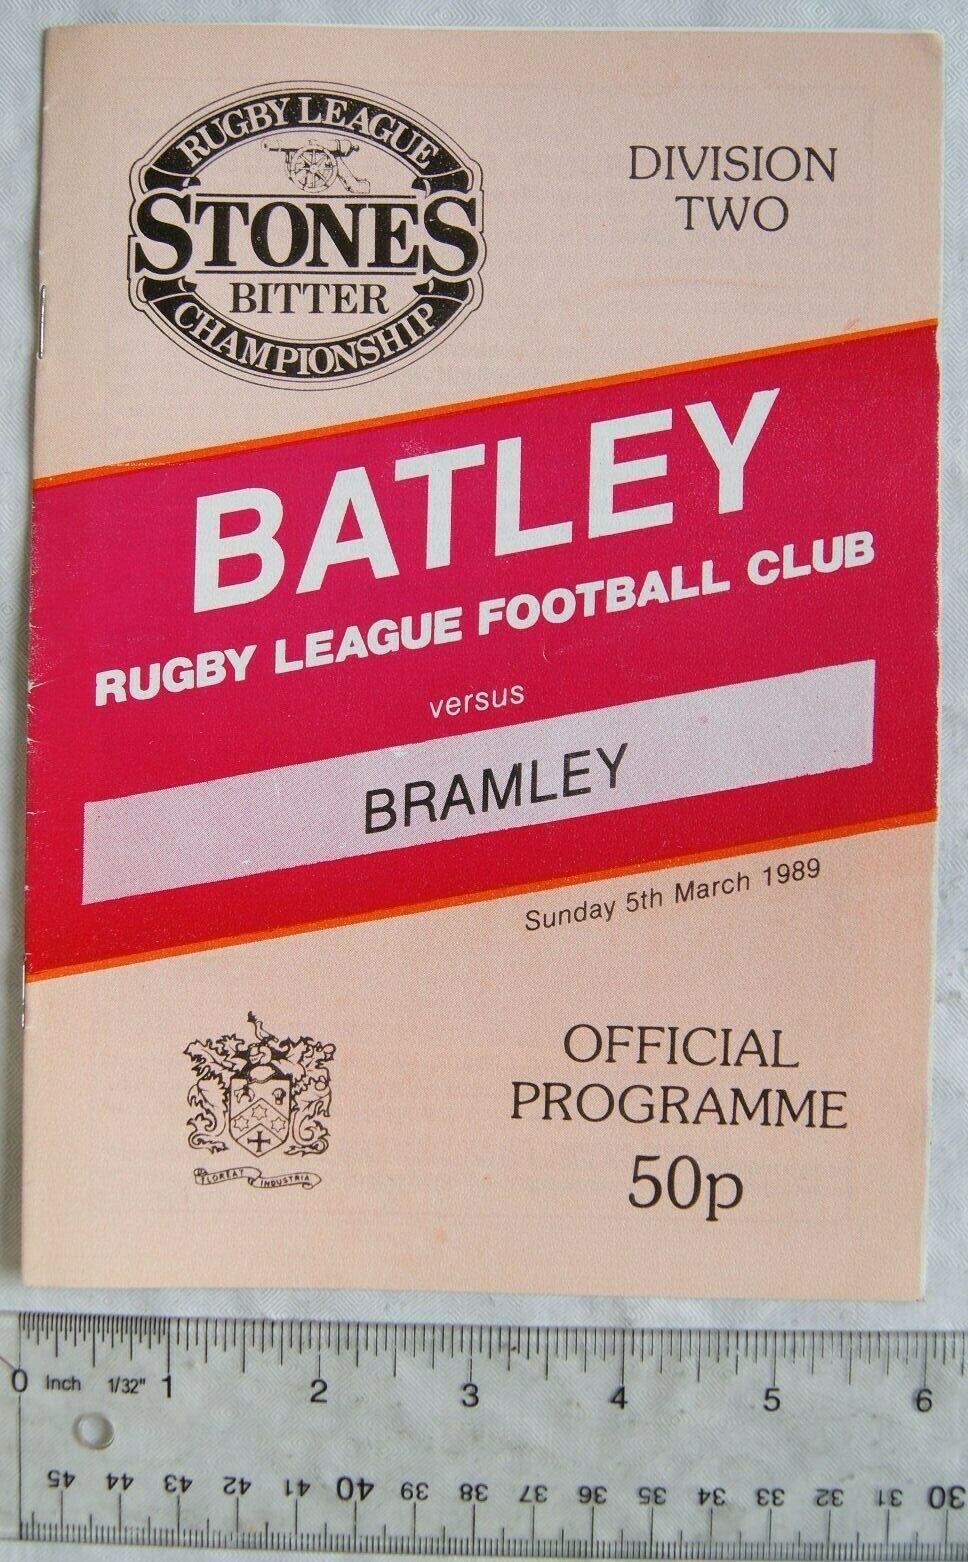 RUGBY LEAGUE
STONES
BITTER
CHAMPIONSHIP
DIVISION
TWO
BATLEY
RUGBY LEAGUE FOOTBALL CLUB
versus
BRAMLEY
Sunday 5th March 1989
FLOREAT INDUSTRIA
OFFICIAL
PROGRAMME
50p
0 Inch 1/32" 1 2 3 4 5 6
45 44 43 42 41 40 39 38 37 36 35 34 33 32 31 30